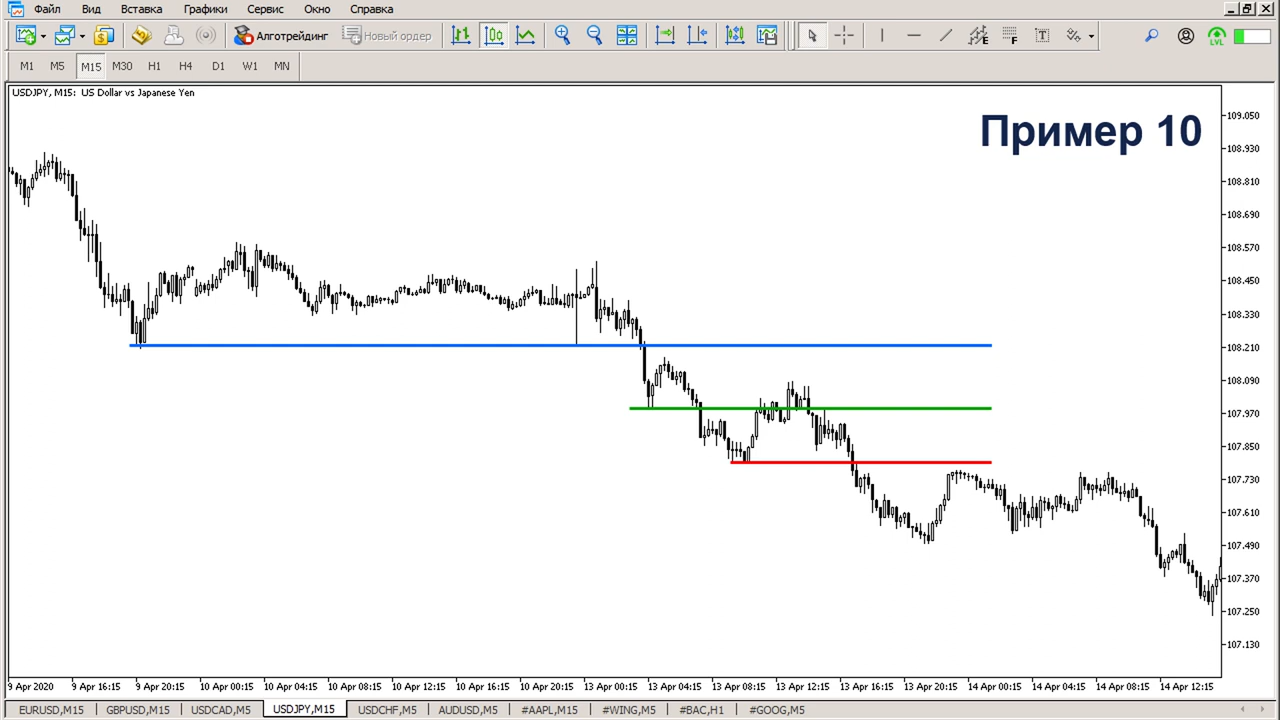 Файл Вид Вставка Графики Сервис Окно Справка
Алготрейдинг Новый ордер E F T LVL
M1 M5 M15 M30 H1 H4 D1 W1 MN
USDJPY, M15: US Dollar vs Japanese Yen
Пример 10
109.050
108.930
108.810
108.690
108.570
108.450
108.330
108.210
108.090
107.970
107.850
107.730
107.610
107.490
107.370
107.250
107.130
9 Apr 2020 9 Apr 16:15 9 Apr 20:15 10 Apr 00:15 10 Apr 04:15 10 Apr 08:15 10 Apr 12:15 10 Apr 16:15 10 Apr 20:15 13 Apr 00:15 13 Apr 04:15 13 Apr 08:15 13 Apr 12:15 13 Apr 16:15 13 Apr 20:15 14 Apr 00:15 14 Apr 04:15 14 Apr 08:15 14 Apr 12:15
EURUSD,M15 GBPUSD,M15 USDCAD,M5 USDJPY,M15 USDCHF,M5 AUDUSD,M5 #AAPL,M15 #WING,M5 #BAC,H1 #GOOG,M5